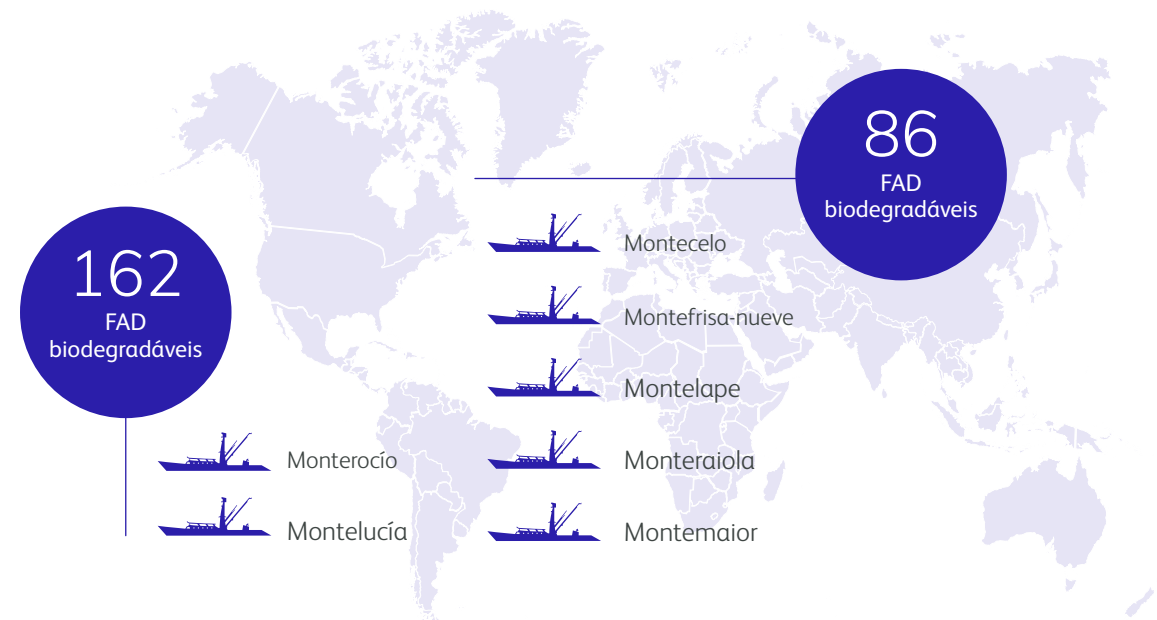 162
FAD
biodegradáveis
Monterocío
Montelucía
86
FAD
biodegradáveis
Montecelo
Montefrisa-nueve
Montelape
Monteraiola
Montemaior